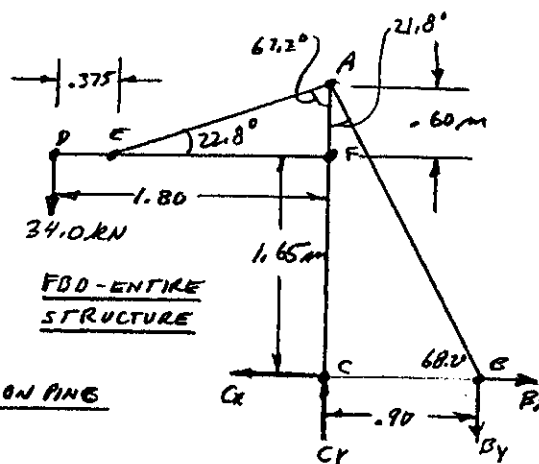 67.2°
21.8°
.375
A
22.8°
.60 m
D
E
F
1.80
34.0 kN
1.65 m
FBD-ENTIRE
STRUCTURE
C
68.2
B
Cx
.90
By
Cy
ON PINS